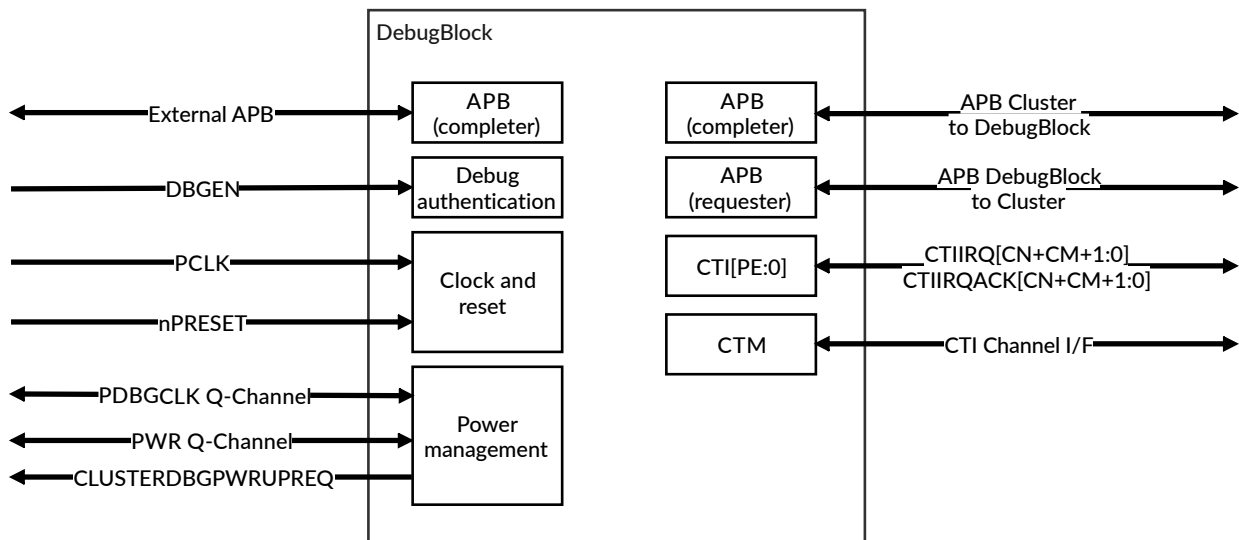 DebugBlock
External APB
APB
(completer)
APB
(completer)
APB Cluster
to DebugBlock
DBGEN
Debug
authentication
APB
(requester)
APB DebugBlock
to Cluster
PCLK
nPRESET
Clock and
reset
CTI[PE:0]
CTIIRQ[CN+CM+1:0]
CTIIRQACK[CN+CM+1:0]
CTM
CTI Channel I/F
PDBGCLK Q-Channel
PWR Q-Channel
CLUSTERDBGPWRUPREQ
Power
management